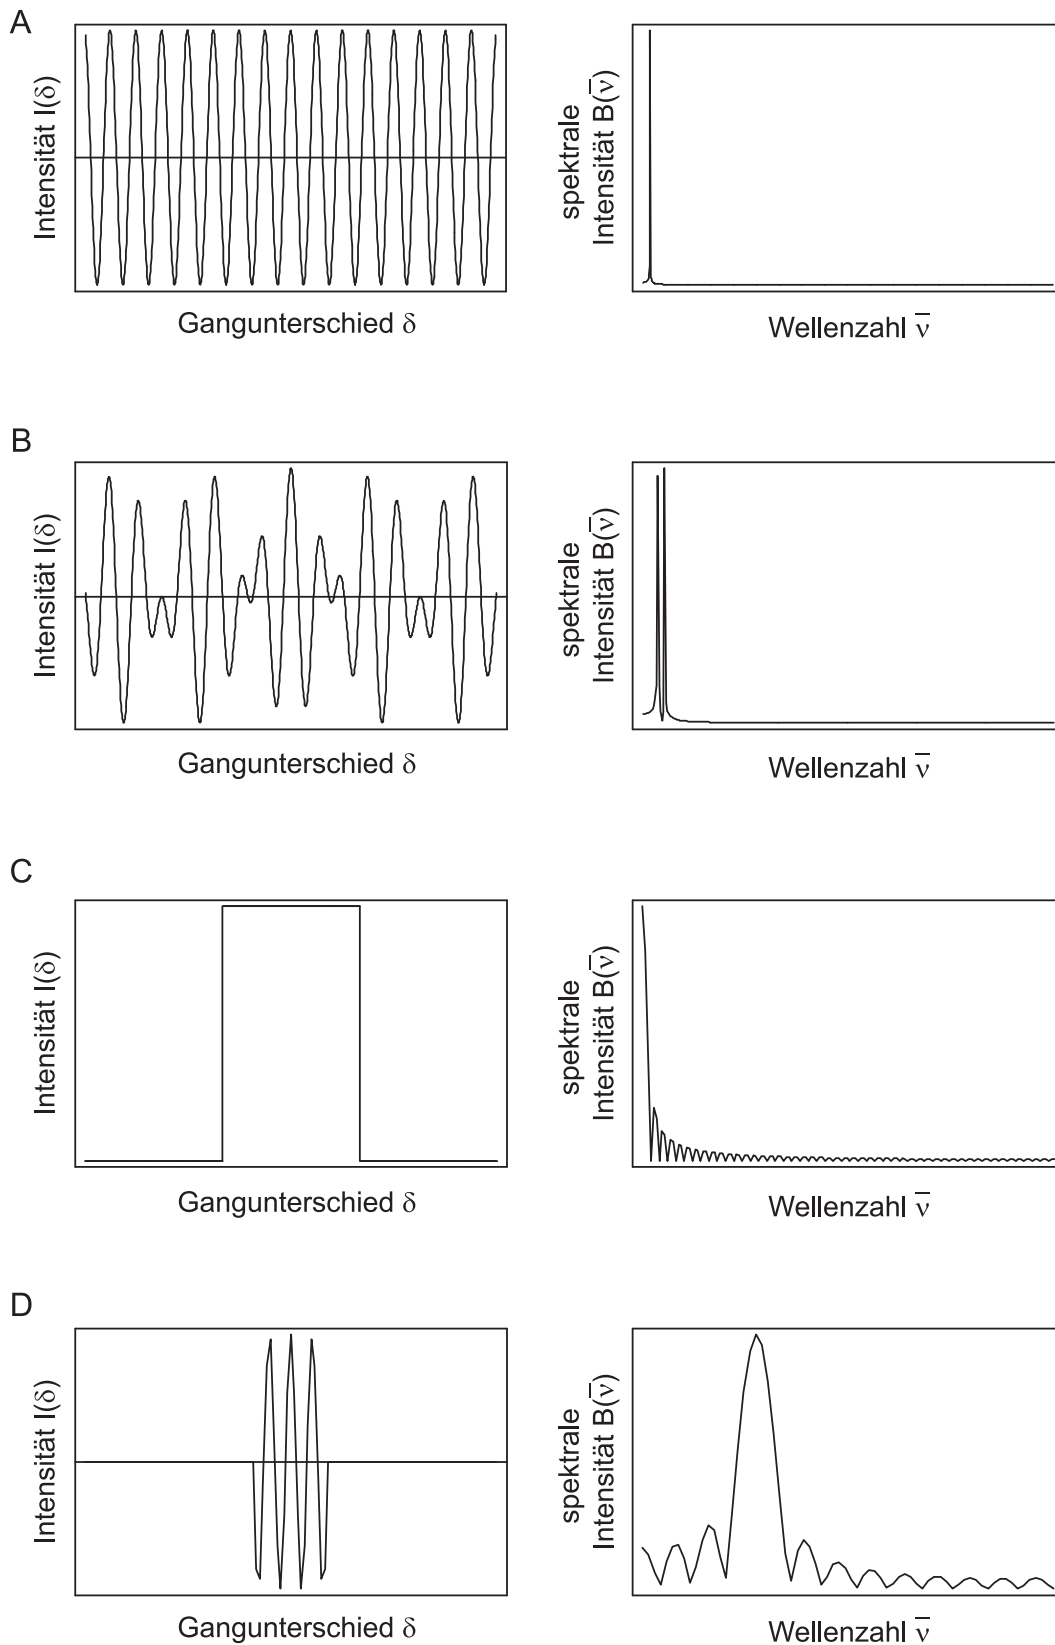 A
Intensität I(δ)
Gangunterschied δ
spektrale
Intensität B(ν̅)
Wellenzahl ν̅
B
Intensität I(δ)
Gangunterschied δ
spektrale
Intensität B(ν̅)
Wellenzahl ν̅
C
Intensität I(δ)
Gangunterschied δ
spektrale
Intensität B(ν̅)
Wellenzahl ν̅
D
Intensität I(δ)
Gangunterschied δ
spektrale
Intensität B(ν̅)
Wellenzahl ν̅